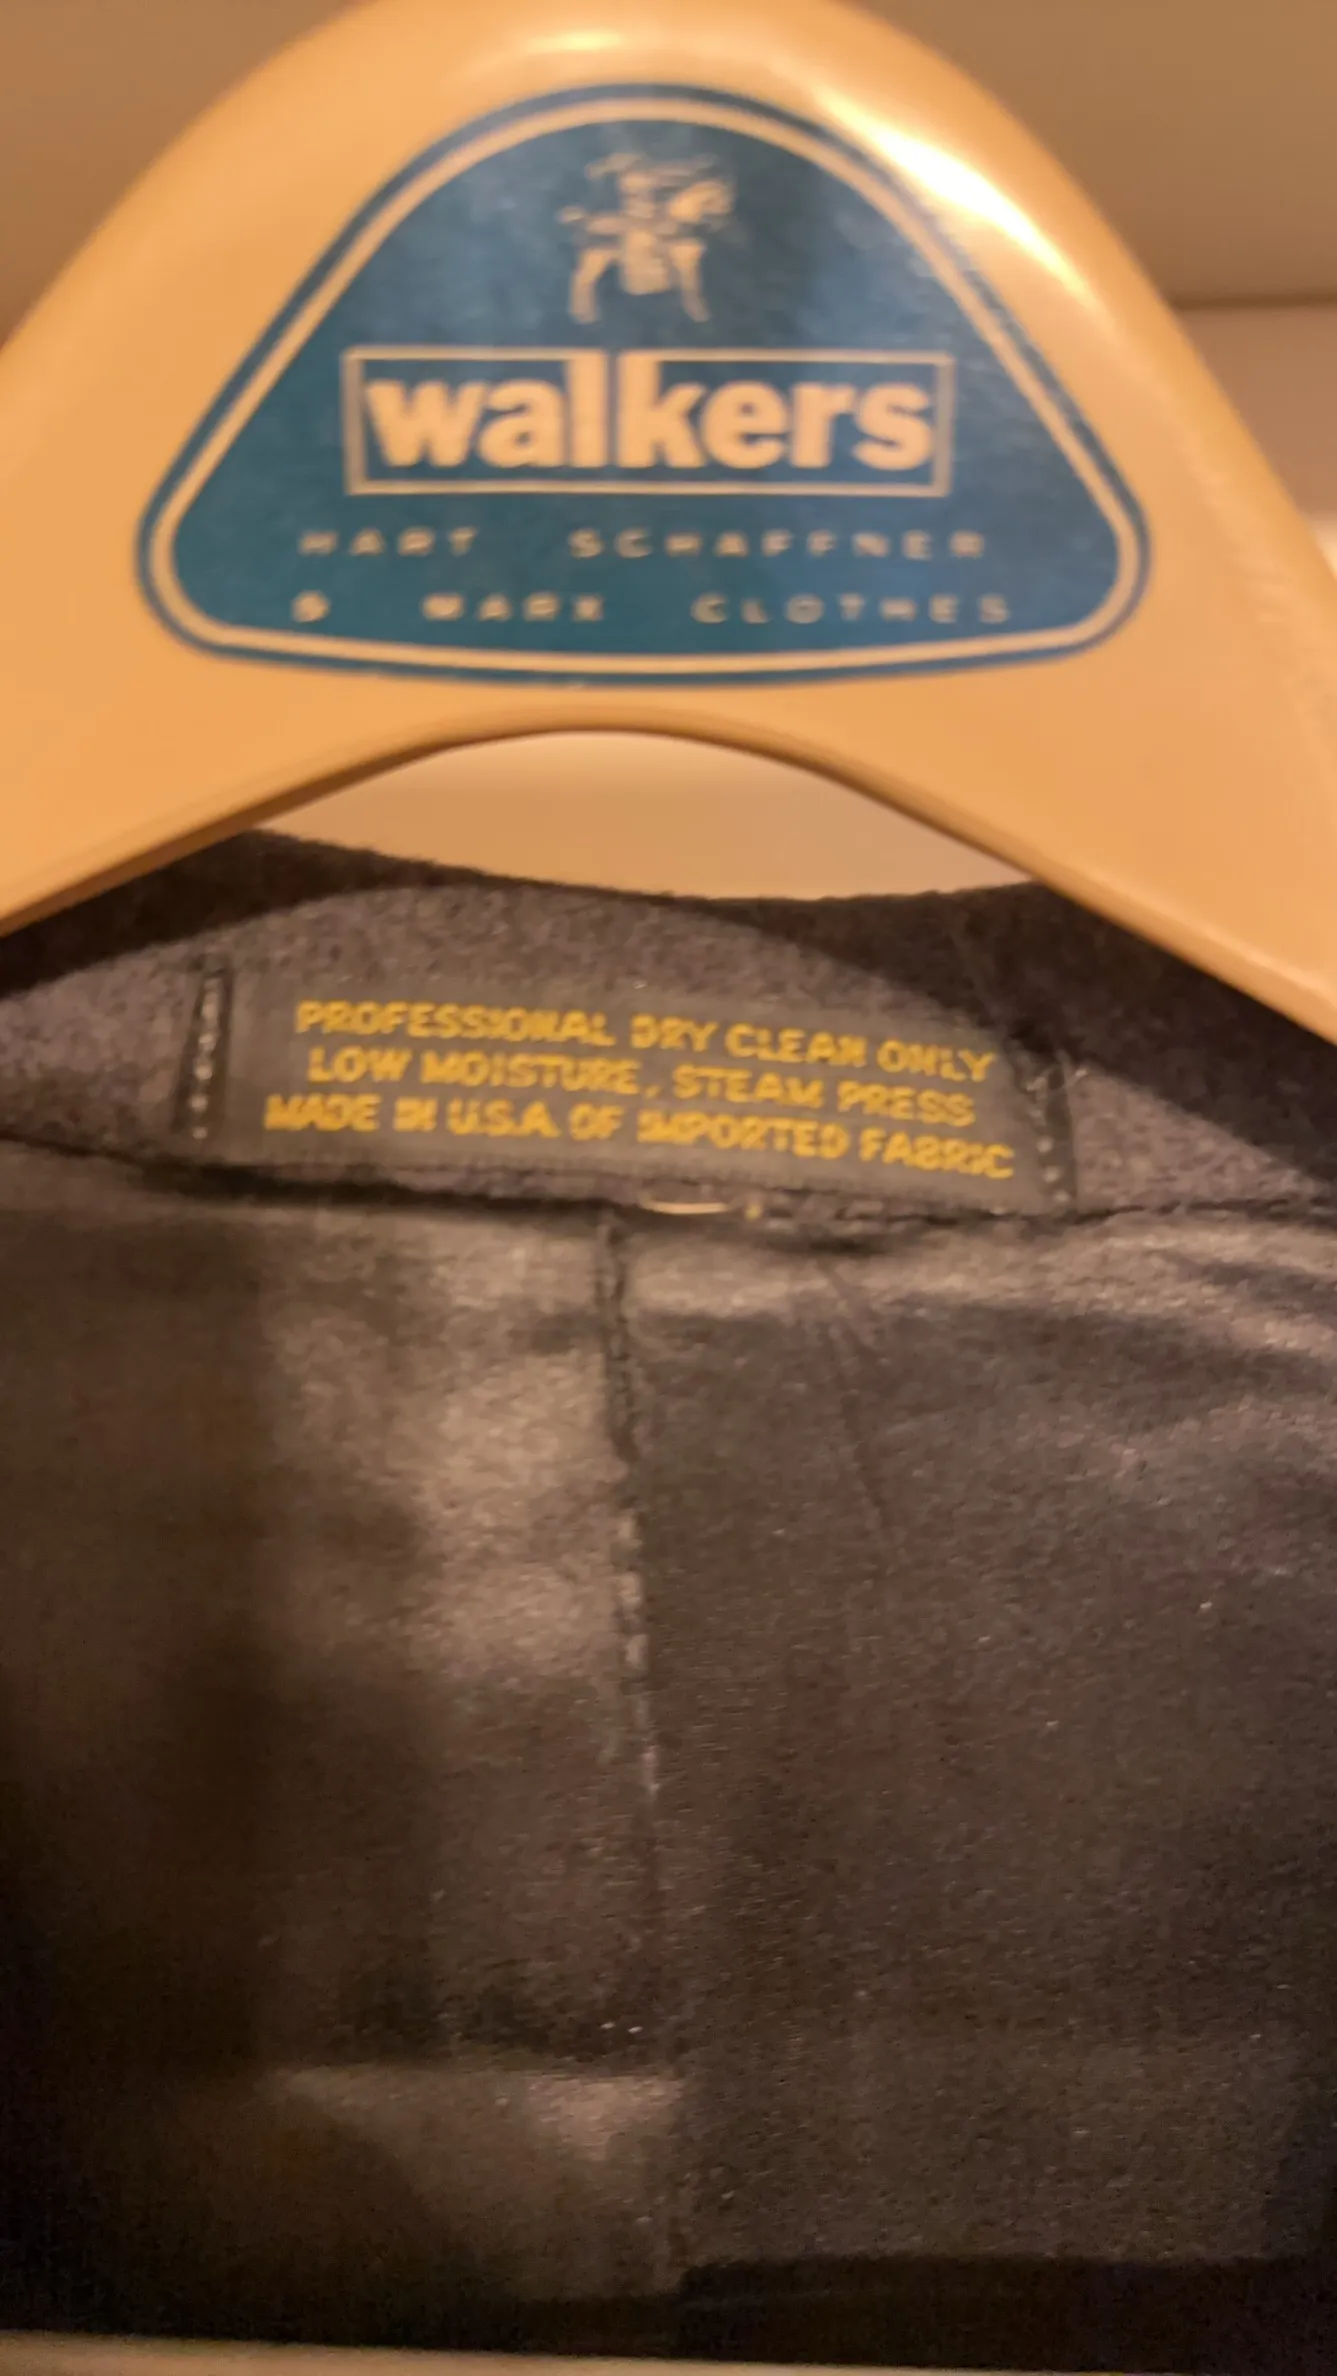 walkers
HART SCHAFFNER
& MARX CLOTHES
PROFESSIONAL DRY CLEAN ONLY
LOW MOISTURE, STEAM PRESS
MADE IN U.S.A. OF IMPORTED FABRIC